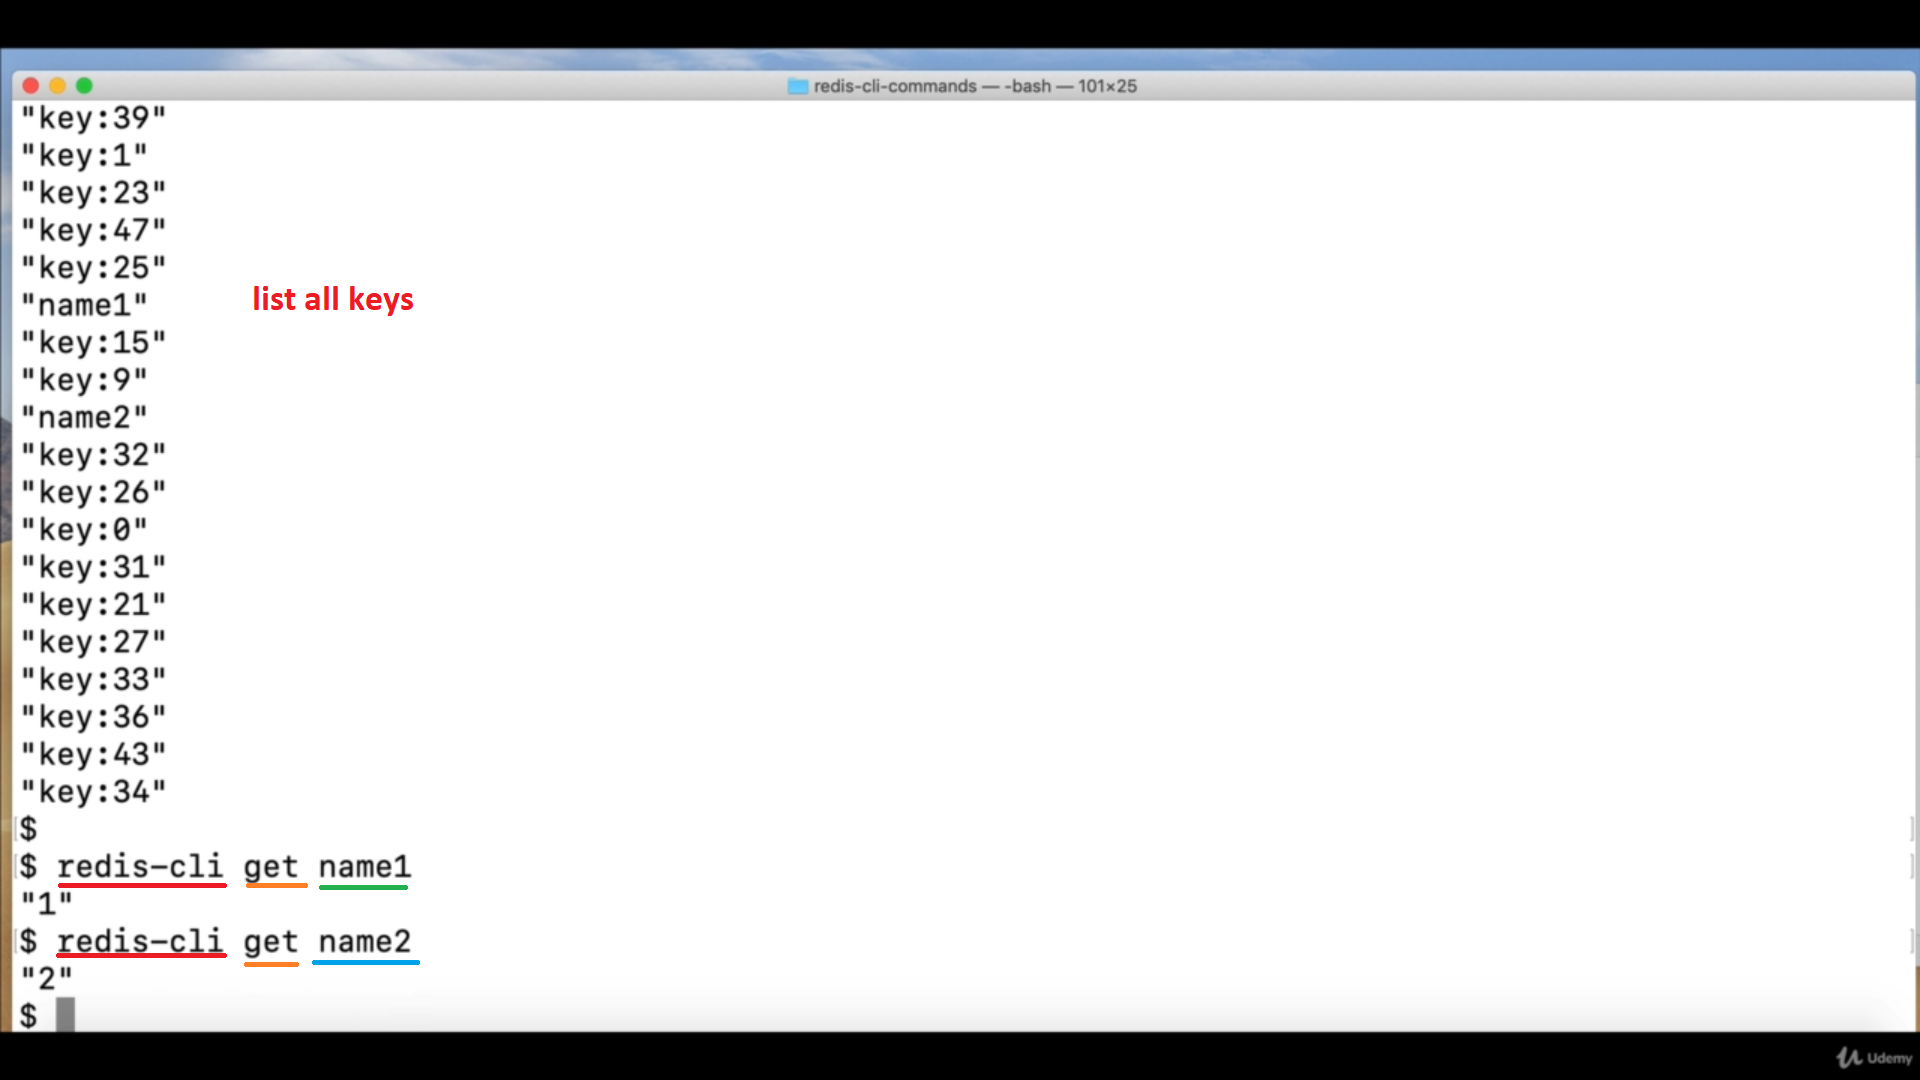 redis-cli-commands — -bash — 101×25
"key:39"
"key:1"
"key:23"
"key:47"
"key:25"
"name1"
list all keys
"key:15"
"key:9"
"name2"
"key:32"
"key:26"
"key:0"
"key:31"
"key:21"
"key:27"
"key:33"
"key:36"
"key:43"
"key:34"
$
$ redis-cli get name1
"1"
$ redis-cli get name2
"2"
$
Udemy